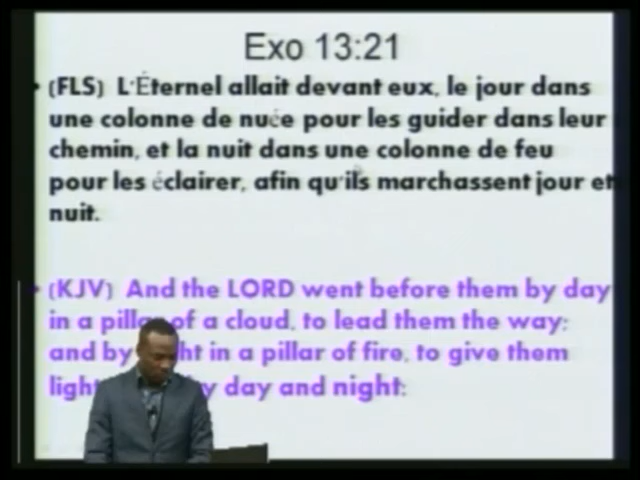 Exo 13:21
• (FLS) L'Éternel allait devant eux, le jour dans
une colonne de nuée pour les guider dans leur
chemin, et la nuit dans une colonne de feu
pour les éclairer, afin qu'ils marchassent jour et
nuit.
• (KJV) And the LORD went before them by day
in a pillar of a cloud, to lead them the way;
and by ht in a pillar of fire, to give them
light y day and night: